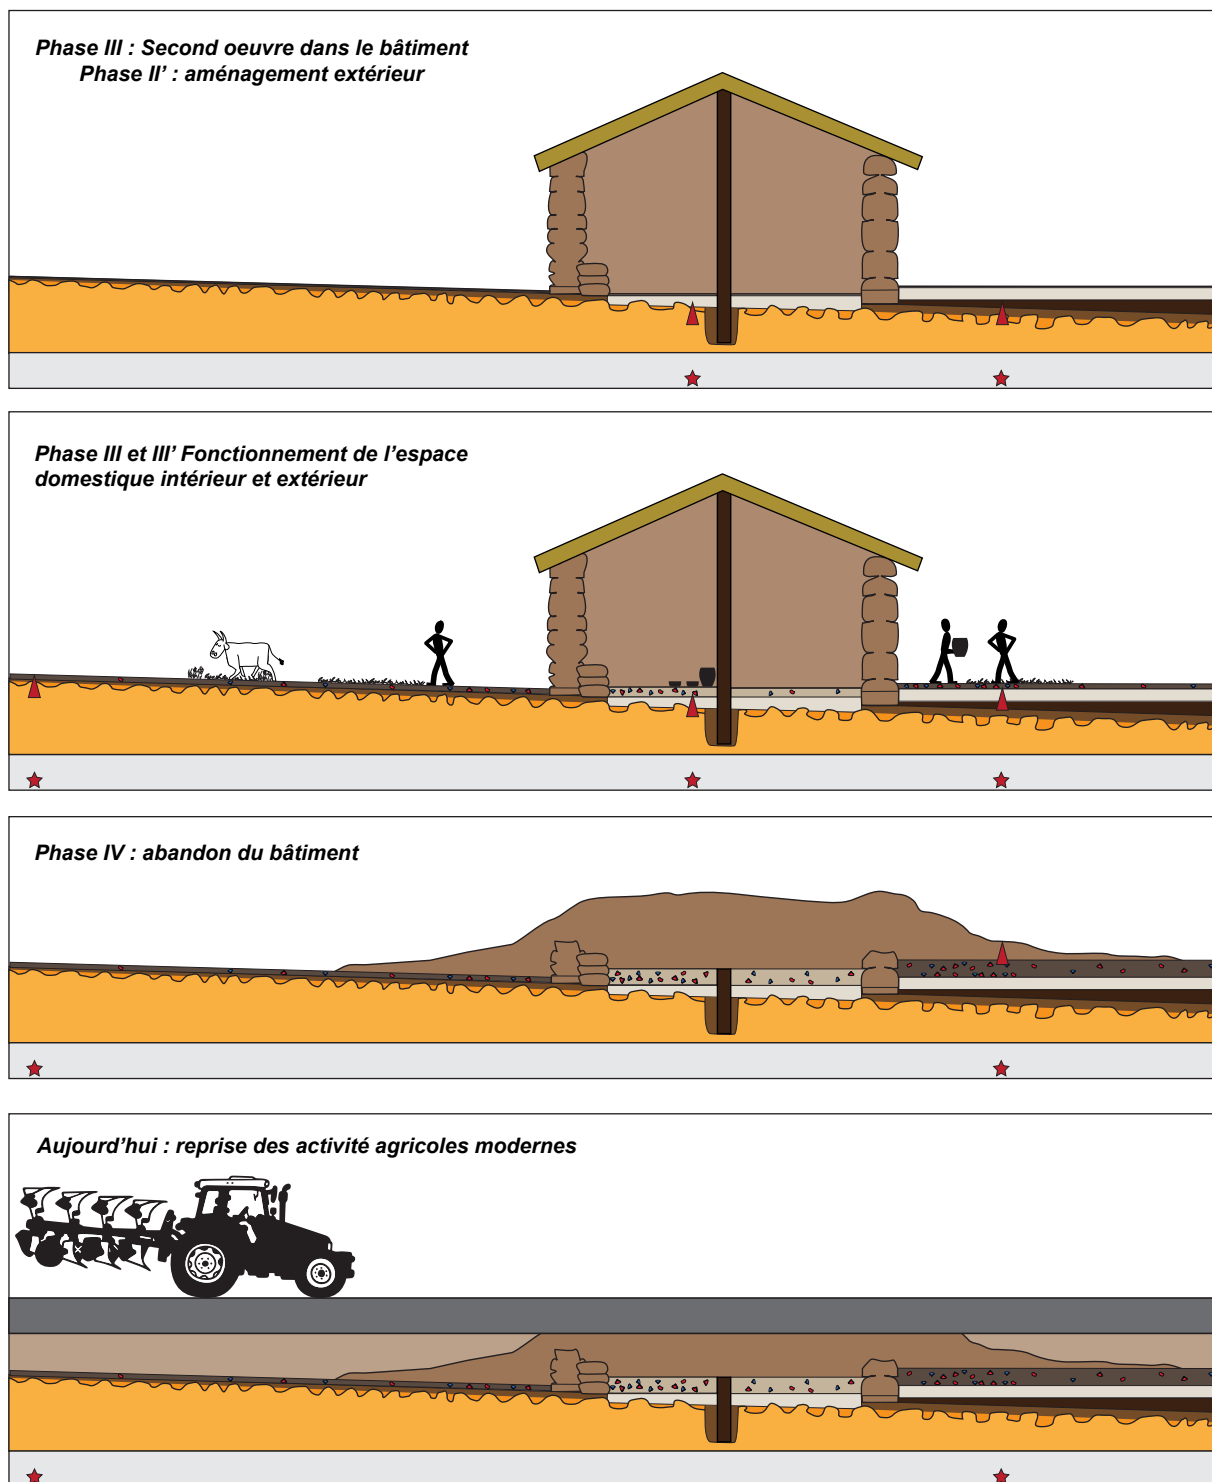 Phase III : Second oeuvre dans le bâtiment
Phase II’ : aménagement extérieur
Phase III et III’ Fonctionnement de l’espace
domestique intérieur et extérieur
Phase IV : abandon du bâtiment
Aujourd’hui : reprise des activité agricoles modernes